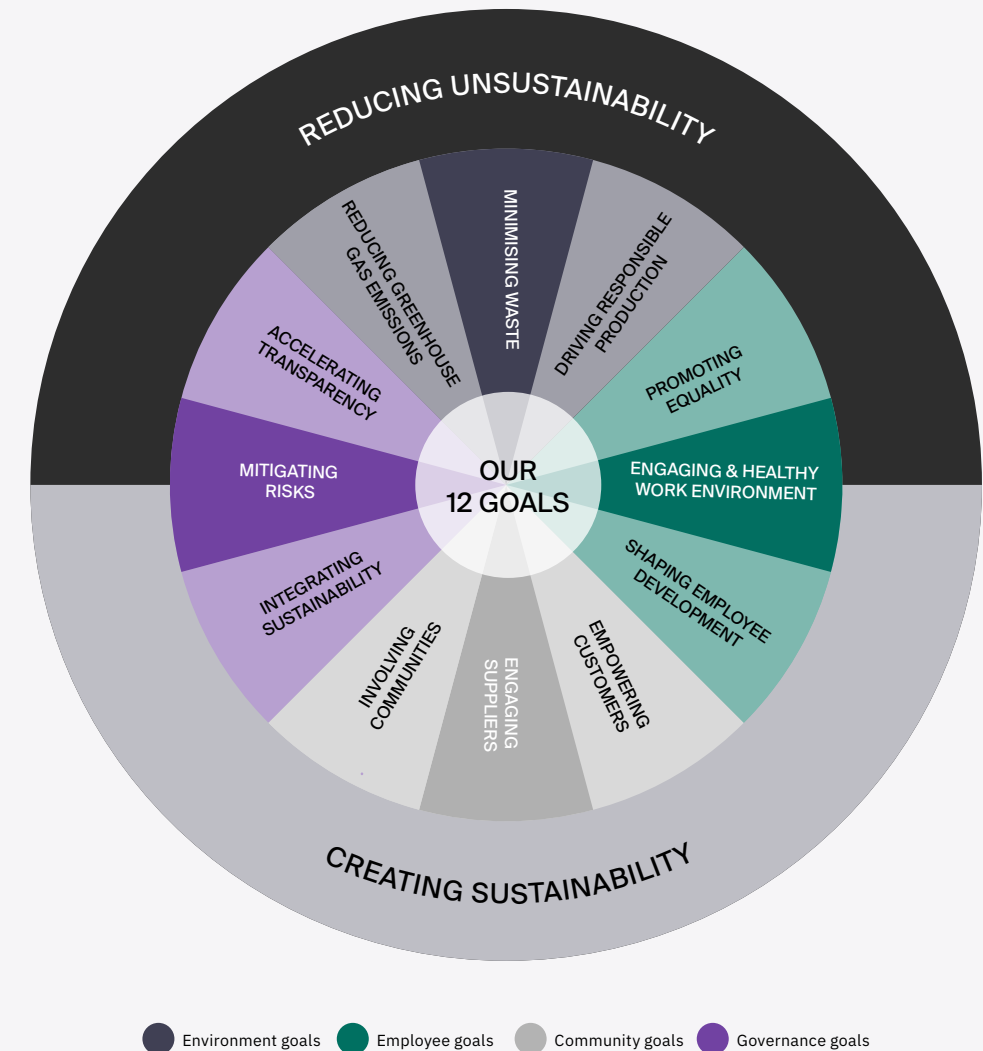 REDUCING UNSUSTAINABILITY
MINIMISING WASTE
DRIVING RESPONSIBLE
PRODUCTION
PROMOTING
EQUALITY
ENGAGING & HEALTHY
WORK ENVIRONMENT
SHAPING EMPLOYEE
DEVELOPMENT
EMPOWERING
CUSTOMERS
ENGAGING
SUPPLIERS
INVOLVING
COMMUNITIES
INTEGRATING
SUSTAINABILITY
MITIGATING
RISKS
ACCELERATING
TRANSPARENCY
REDUCING GREENHOUSE
GAS EMISSIONS
OUR
12 GOALS
CREATING SUSTAINABILITY
Environment goals
Employee goals
Community goals
Governance goals